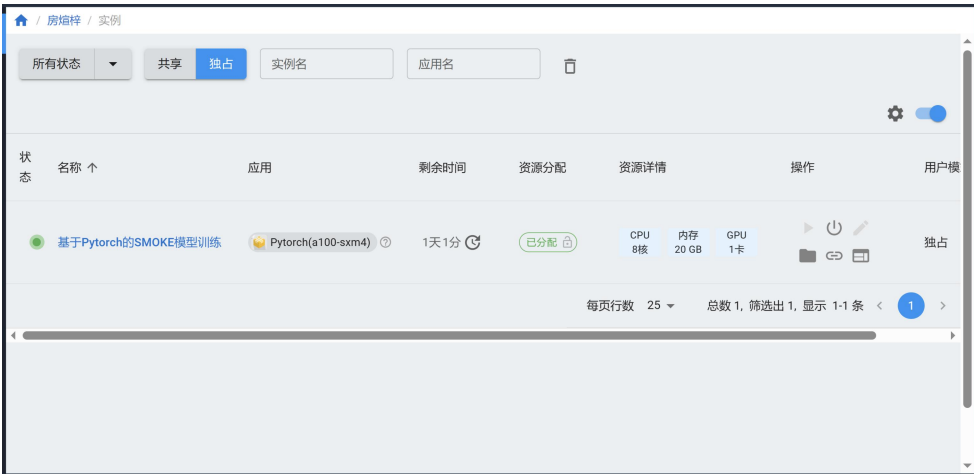 / 房煊梓 / 实例
所有状态 共享 独占 实例名 应用名
状态 名称 应用 剩余时间 资源分配 资源详情 操作 用户模
基于Pytorch的SMOKE模型训练 Pytorch(a100-sxm4) 1天1分 已分配 CPU 8核 内存 20 GB GPU 1卡 独占
每页行数 25 总数 1, 筛选出 1, 显示 1-1 条 < 1 >